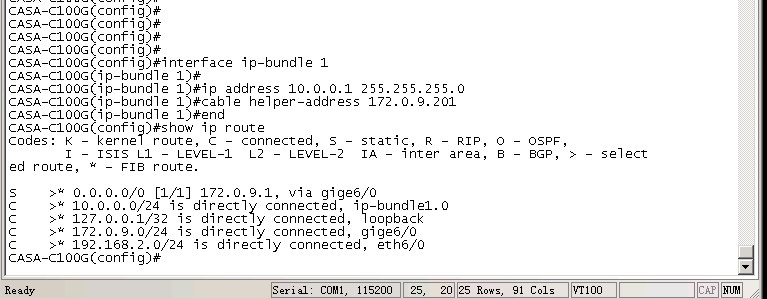 CASA-C100G(config)#
CASA-C100G(config)#
CASA-C100G(config)#
CASA-C100G(config)#
CASA-C100G(config)#interface ip-bundle 1
CASA-C100G(ip-bundle 1)#
CASA-C100G(ip-bundle 1)#ip address 10.0.0.1 255.255.255.0
CASA-C100G(ip-bundle 1)#cable helper-address 172.0.9.201
CASA-C100G(ip-bundle 1)#end
CASA-C100G(config)#show ip route
Codes: K - kernel route, C - connected, S - static, R - RIP, O - OSPF,
I - ISIS L1 - LEVEL-1 L2 - LEVEL-2 IA - inter area, B - BGP, > - select
ed route, * - FIB route.
S >* 0.0.0.0/0 [1/1] 172.0.9.1, via gige6/0
C >* 10.0.0.0/24 is directly connected, ip-bundle1.0
C >* 127.0.0.1/32 is directly connected, loopback
C >* 172.0.9.0/24 is directly connected, gige6/0
C >* 192.168.2.0/24 is directly connected, eth6/0
CASA-C100G(config)#
Ready Serial: COM1, 115200 25, 20 25 Rows, 91 Cols VT100 CAP NUM